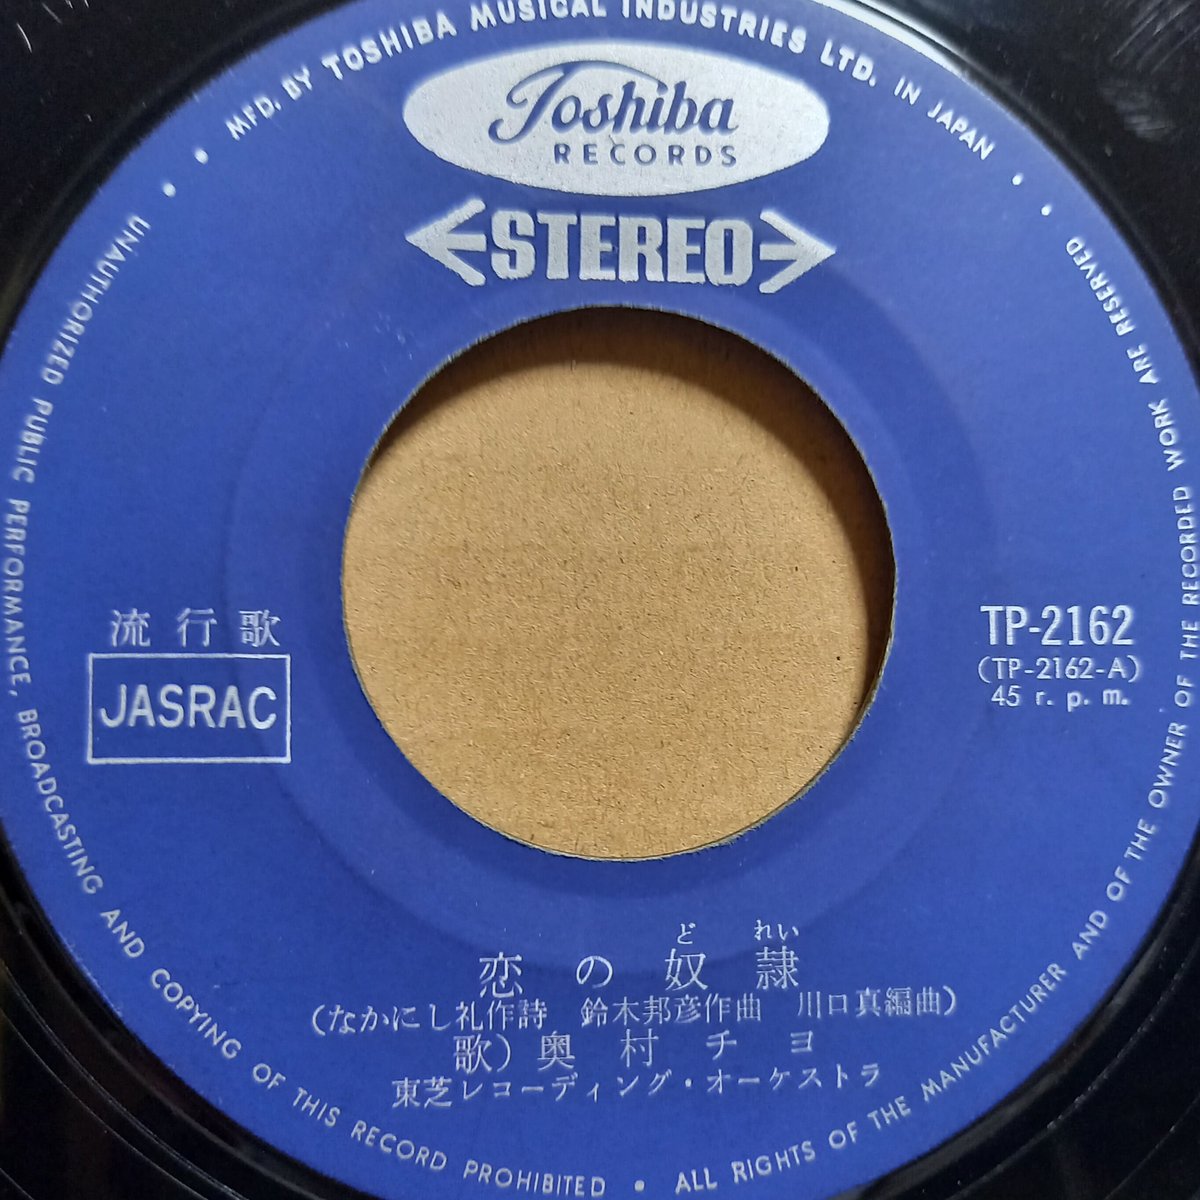 MFD. BY TOSHIBA MUSICAL INDUSTRIES LTD. IN JAPAN
Toshiba
RECORDS
STEREO
流行歌
JASRAC
TP-2162
(TP-2162-A)
45 r. p. m.
ど れい
恋の奴隷
(なかにし礼作詩 鈴木邦彦作曲 川口真編曲)
歌) 奥村チヨ
東芝レコーディング・オーケストラ
UNAUTHORIZED PUBLIC PERFORMANCE, BROADCASTING AND COPYING OF THIS RECORD PROHIBITED • ALL RIGHTS OF THE MANUFACTURER AND OF THE OWNER OF THE RECORDED WORK ARE RESERVED